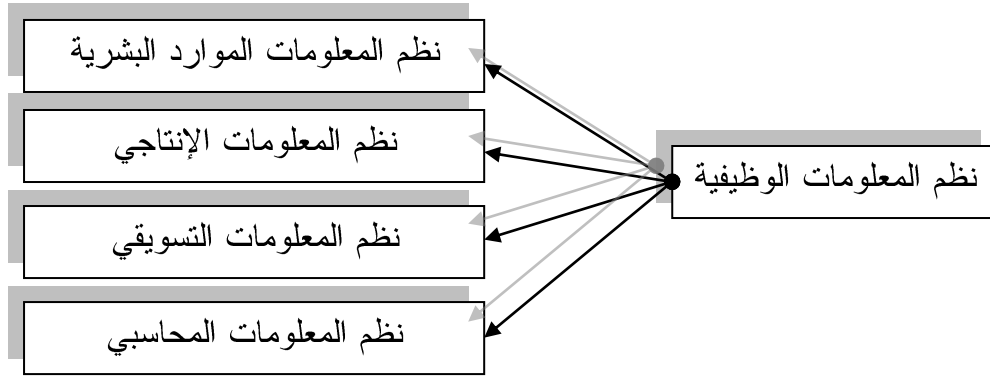 نظم المعلومات الوظيفية
نظم المعلومات الموارد البشرية
نظم المعلومات الإنتاجي
نظم المعلومات التسويقي
نظم المعلومات المحاسبي